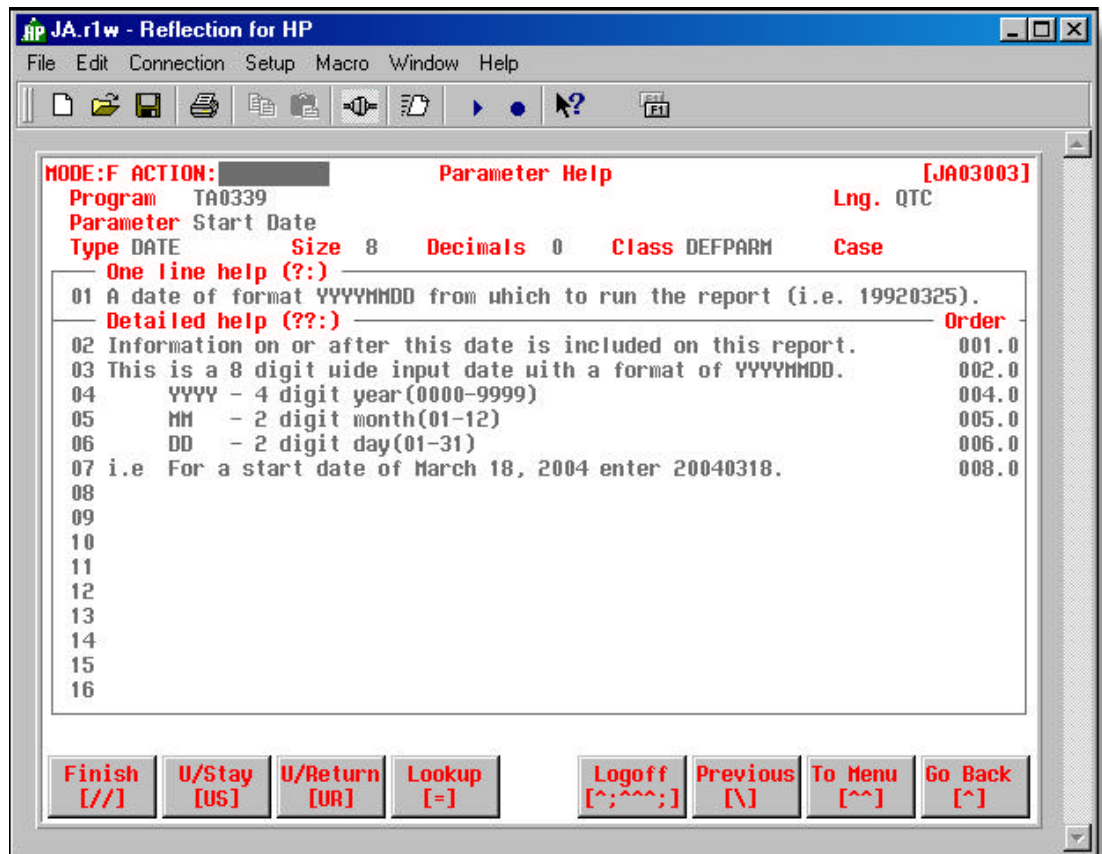 JA.r1w - Reflection for HP
File Edit Connection Setup Macro Window Help
MODE:F ACTION: Parameter Help [JA03003]
Program TA0339 Lng. QTC
Parameter Start Date
Type DATE Size 8 Decimals 0 Class DEFPARM Case
One line help (?:)
01 A date of format YYYYMMDD from which to run the report (i.e. 19920325).
Detailed help (??:) Order
02 Information on or after this date is included on this report. 001.0
03 This is a 8 digit wide input date with a format of YYYYMMDD. 002.0
04 YYYY - 4 digit year(0000-9999) 004.0
05 MM - 2 digit month(01-12) 005.0
06 DD - 2 digit day(01-31) 006.0
07 i.e For a start date of March 18, 2004 enter 20040318. 008.0
08
09
10
11
12
13
14
15
16
Finish U/Stay U/Return Lookup Logoff Previous To Menu Go Back
[//] [US] [UR] [=] [^;^^^;] [\] [^^] [^]